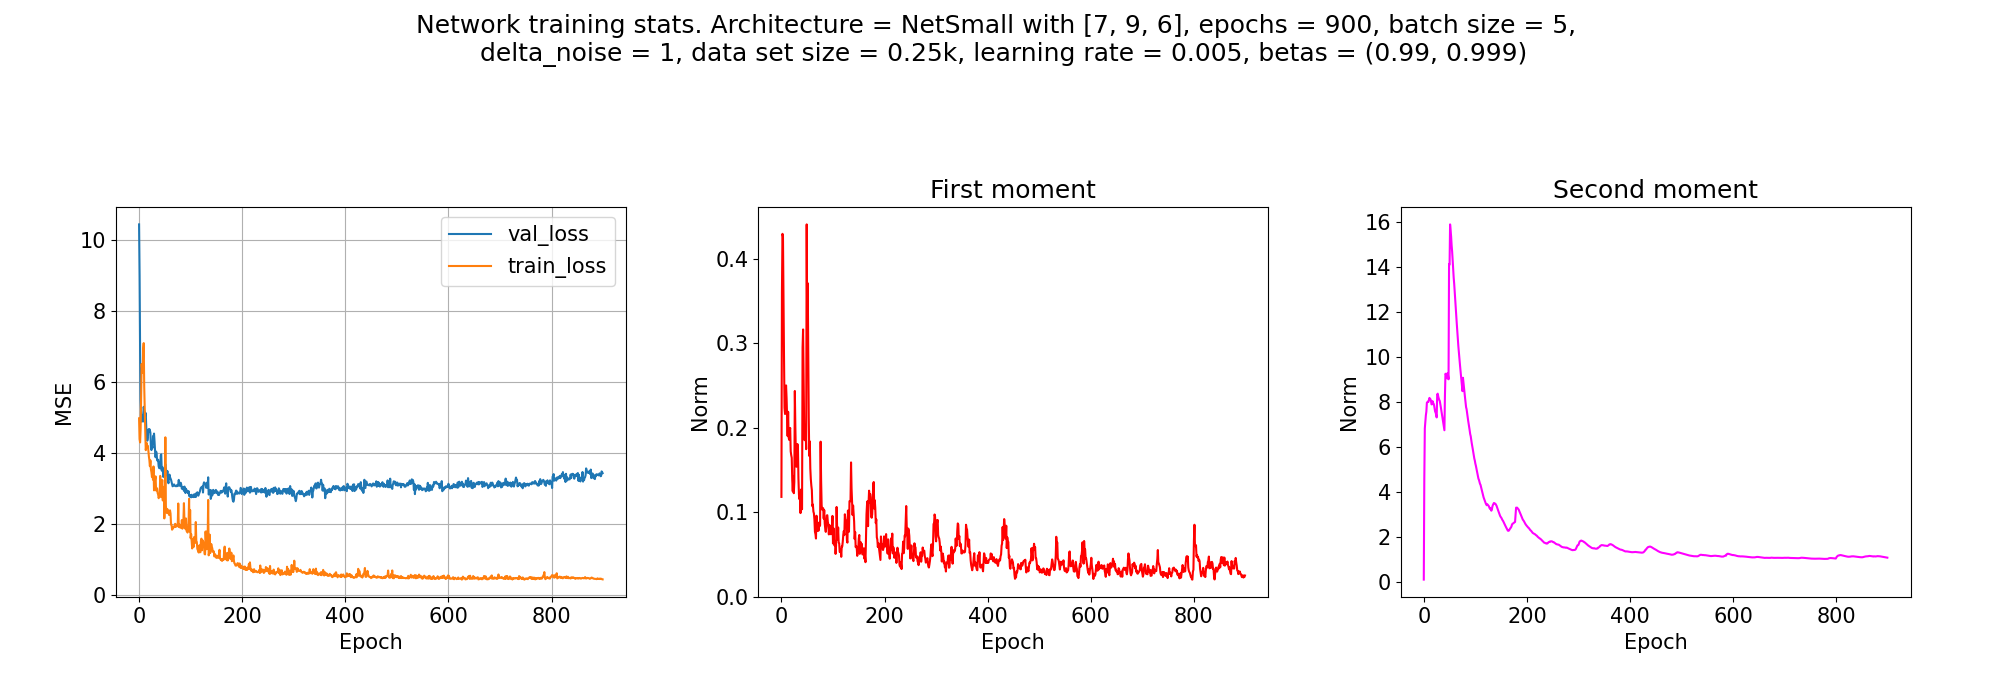 Network training stats. Architecture = NetSmall with [7, 9, 6], epochs = 900, batch size = 5,
delta_noise = 1, data set size = 0.25k, learning rate = 0.005, betas = (0.99, 0.999)
MSE
10
8
6
4
2
0
val_loss
train_loss
0 200 400 600 800
Epoch
First moment
Norm
0.4
0.3
0.2
0.1
0.0
0 200 400 600 800
Epoch
Second moment
Norm
16
14
12
10
8
6
4
2
0
0 200 400 600 800
Epoch